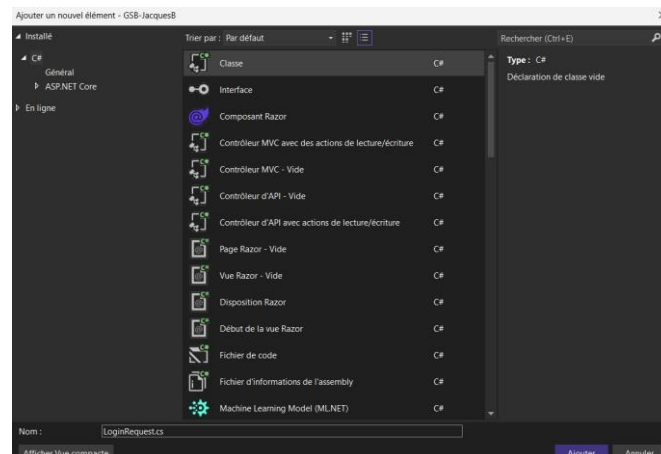 Ajouter un nouvel élément - GSB-JacquesB
Installé
Trier par : Par défaut
Rechercher (Ctrl+E)
C#
Général
ASP.NET Core
En ligne
Classe C#
Interface C#
Composant Razor C#
Contrôleur MVC avec des actions de lecture/écriture C#
Contrôleur MVC - Vide C#
Contrôleur d'API - Vide C#
Contrôleur d'API avec actions de lecture/écriture C#
Page Razor - Vide C#
Vue Razor - Vide C#
Disposition Razor C#
Début de la vue Razor C#
Fichier de code C#
Fichier d'informations de l'assembly C#
Machine Learning Model (ML.NET) C#
Type : C#
Déclaration de classe vide
Nom : LoginRequest.cs
Afficher Vue compacte
Ajouter Annuler